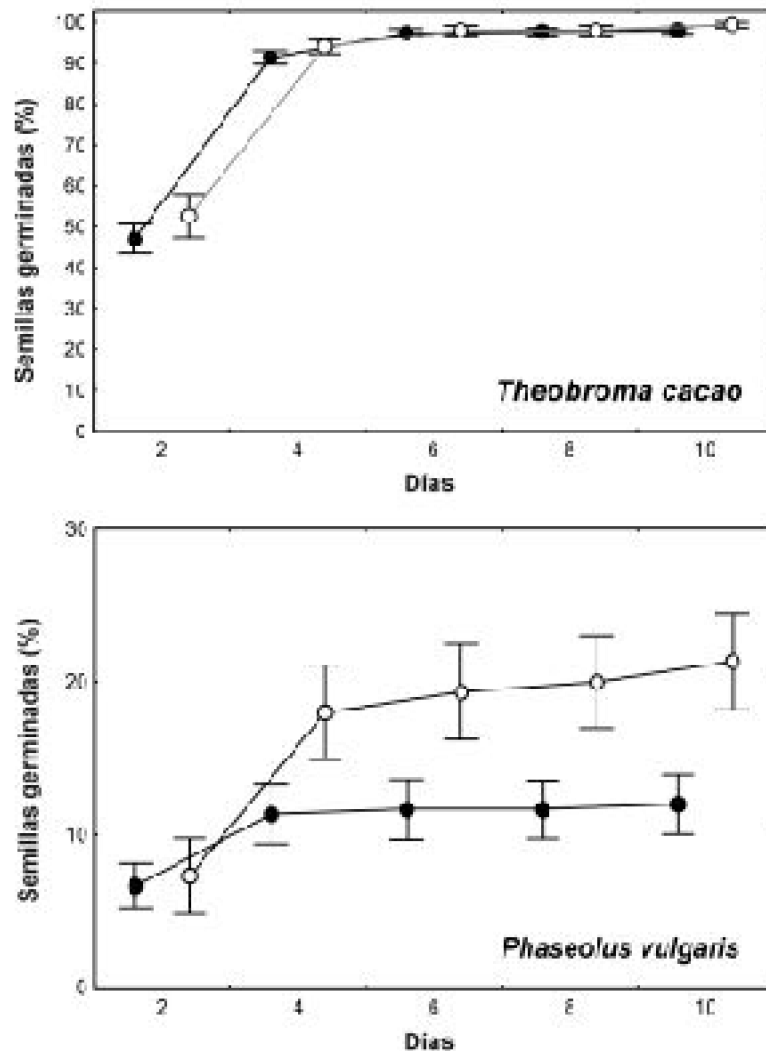 Semillas germinadas (%)
100
90
80
70
60
50
40
30
20
10
0
Theobroma cacao
2 4 6 8 10
Días
Semillas germinadas (%)
30
20
10
0
Phaseolus vulgaris
2 4 6 8 10
Días